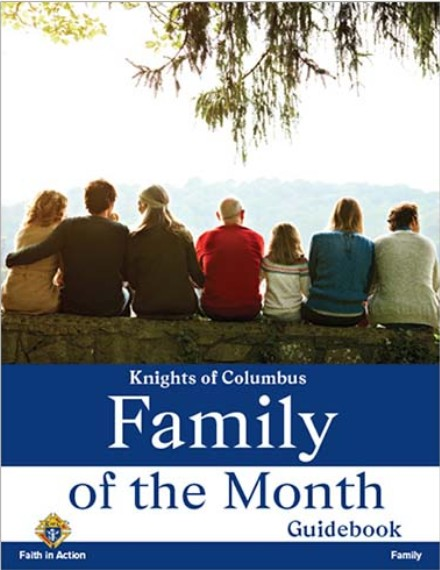 Knights of Columbus
Family
of the Month
Guidebook
Faith in Action
Family